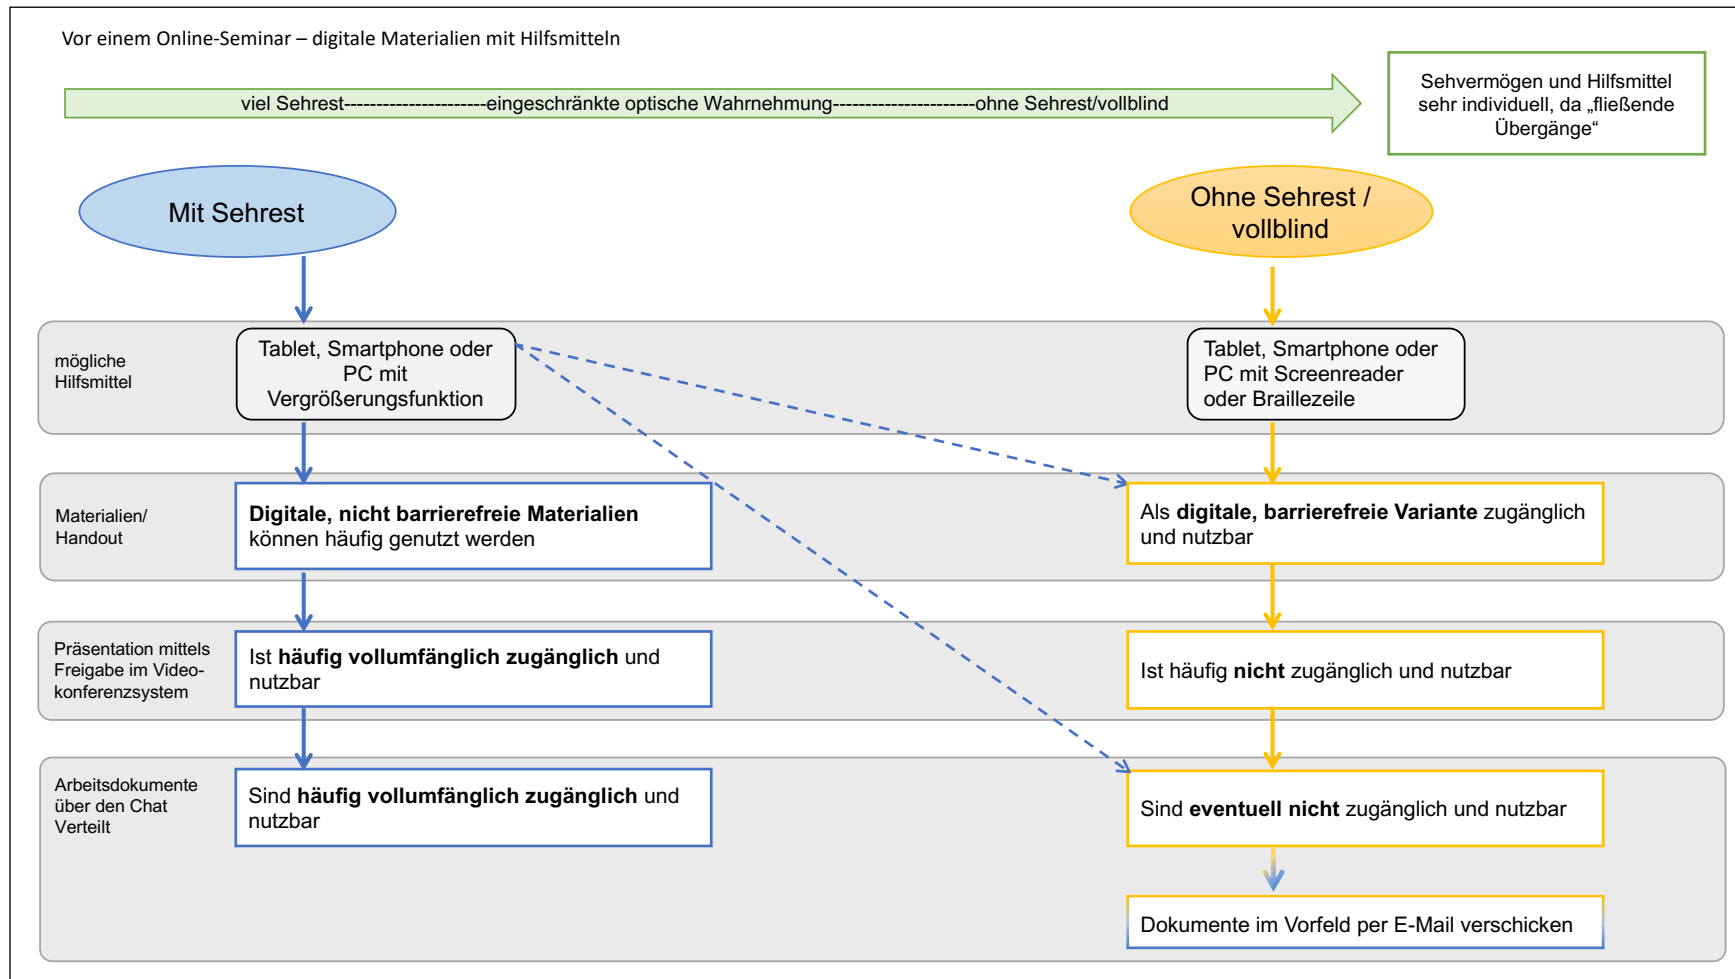 Vor einem Online-Seminar – digitale Materialien mit Hilfsmitteln
viel Sehrest----------------------eingeschränkte optische Wahrnehmung----------------------ohne Sehrest/vollblind
Sehvermögen und Hilfsmittel
sehr individuell, da „fließende
Übergänge“
Mit Sehrest
Ohne Sehrest /
vollblind
mögliche
Hilfsmittel
Tablet, Smartphone oder
PC mit
Vergrößerungsfunktion
Tablet, Smartphone oder
PC mit Screenreader
oder Braillezeile
Materialien/
Handout
Digitale, nicht barrierefreie Materialien
können häufig genutzt werden
Als digitale, barrierefreie Variante zugänglich
und nutzbar
Präsentation mittels
Freigabe im Video-
konferenzsystem
Ist häufig vollumfänglich zugänglich und
nutzbar
Ist häufig nicht zugänglich und nutzbar
Arbeitsdokumente
über den Chat
Verteilt
Sind häufig vollumfänglich zugänglich und
nutzbar
Sind eventuell nicht zugänglich und nutzbar
Dokumente im Vorfeld per E-Mail verschicken